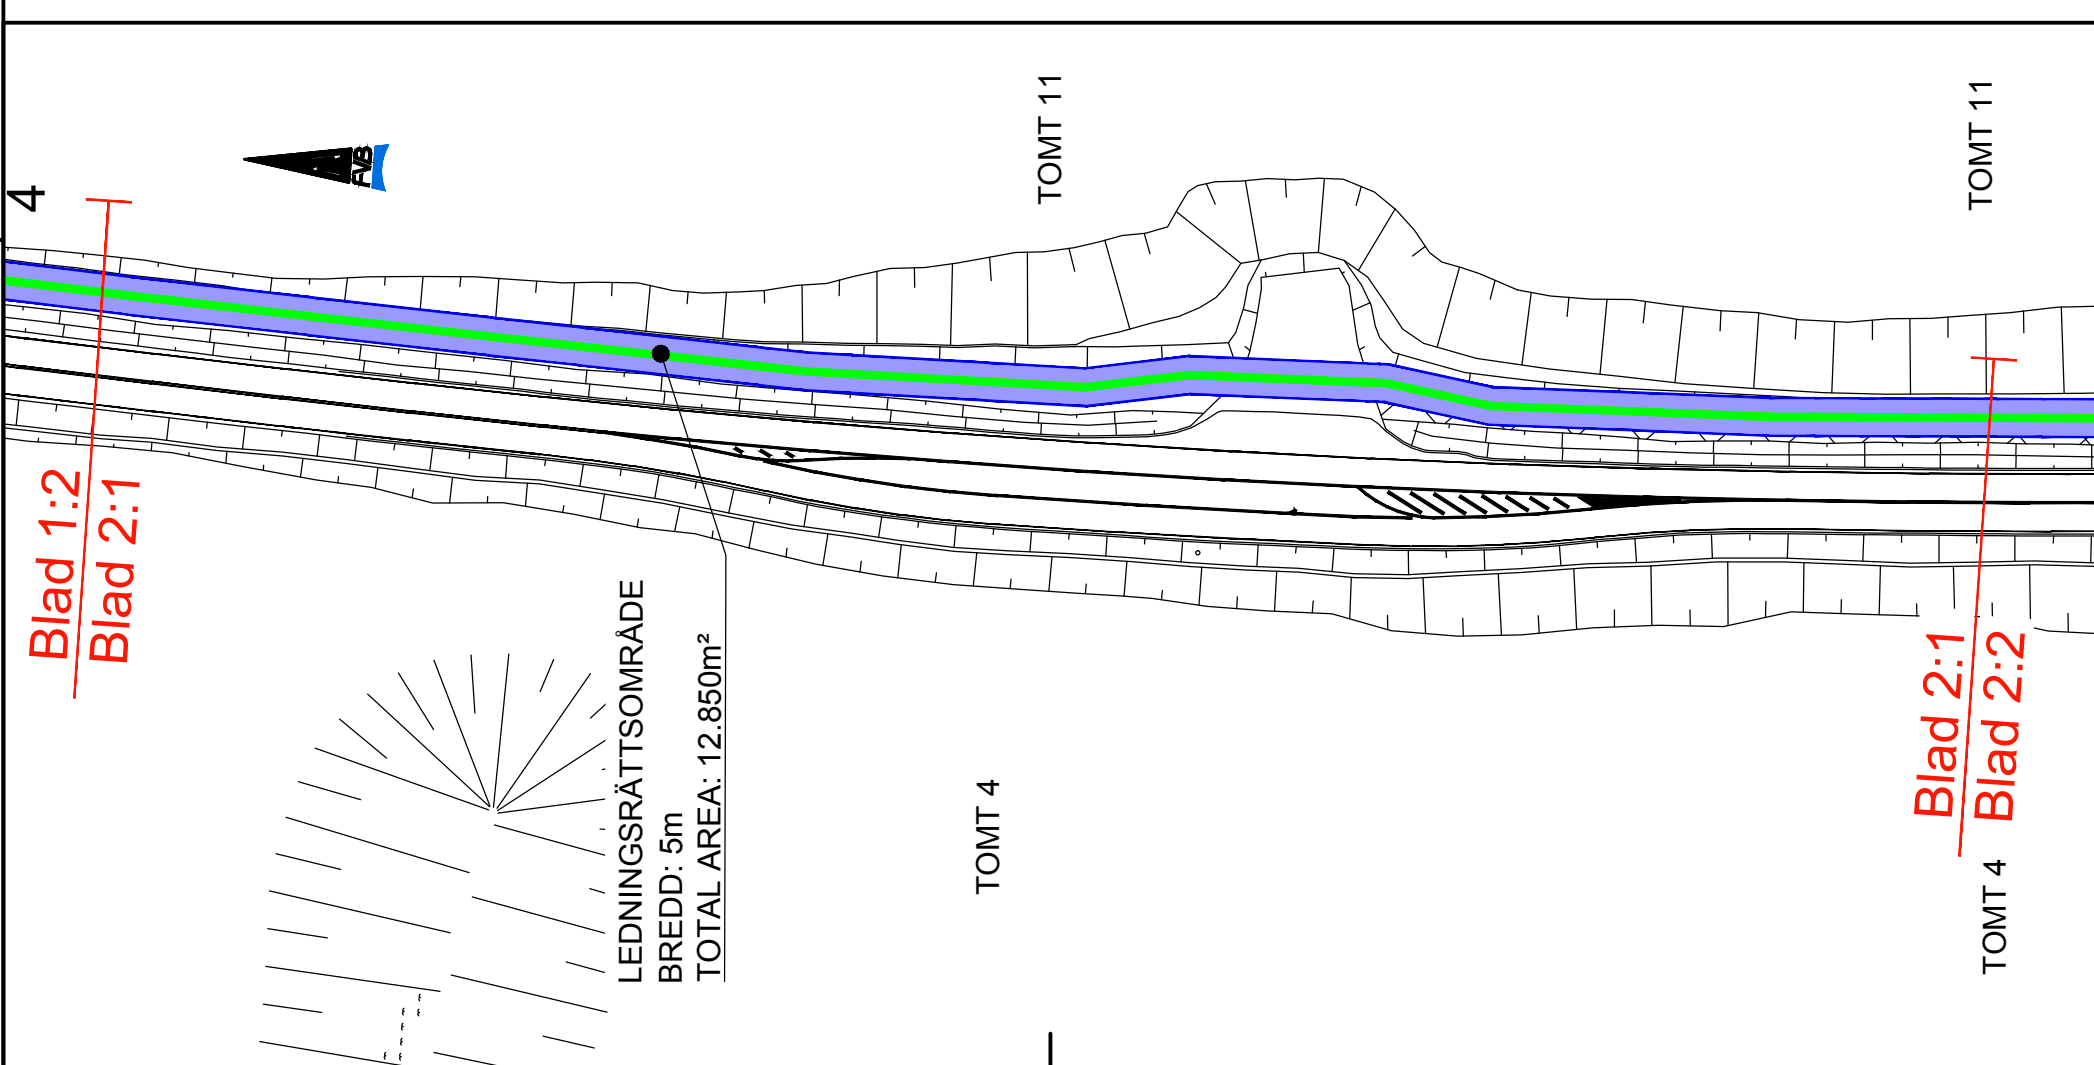 4
FVB
TOMT 11
TOMT 11
Blad 1:2
Blad 2:1
LEDNINGSRÄTTSOMRÅDE
BREDD: 5m
TOTAL AREA: 12.850m²
TOMT 4
Blad 2:1
Blad 2:2
TOMT 4